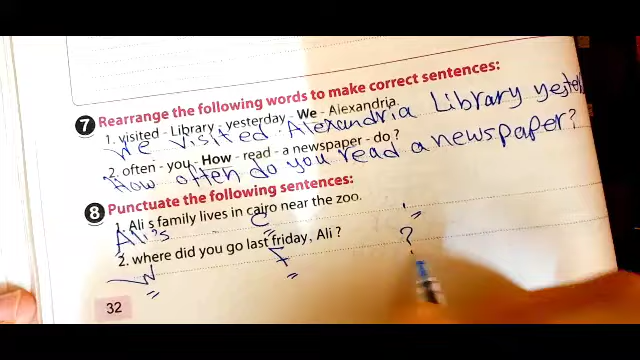 7 Rearrange the following words to make correct sentences:
1. visited - Library - yesterday - We - Alexandria.
We visited Alexandria Library yesterd
2. often - you - How - read - a newspaper - do ?
How often do you read a newspaper?
8 Punctuate the following sentences:
1. Ali s family lives in cairo near the zoo.
Ali's C .
2. where did you go last friday, Ali ?
W F ?
32